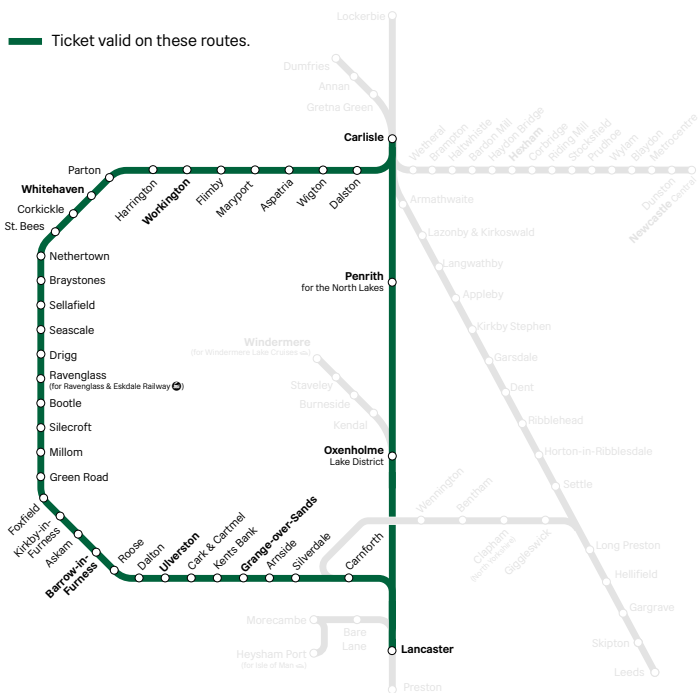 Ticket valid on these routes.
Lockerbie
Dumfries
Annan
Gretna Green
Carlisle
Wetheral
Brampton
Haltwhistle
Bardon Mill
Haydon Bridge
Hexham
Corbridge
Riding Mill
Stocksfield
Prudhoe
Wylam
Blaydon
Metrocentre
Dunston
Newcastle Central
Parton
Whitehaven
Corkickle
St. Bees
Harrington
Workington
Flimby
Maryport
Aspatria
Wigton
Dalston
Armathwaite
Lazonby & Kirkoswald
Langwathby
Appleby
Kirkby Stephen
Garsdale
Dent
Ribblehead
Horton-in-Ribblesdale
Settle
Nethertown
Braystones
Sellafield
Seascale
Drigg
Ravenglass
(for Ravenglass & Eskdale Railway)
Bootle
Silecroft
Millom
Green Road
Penrith
for the North Lakes
Windermere
(for Windermere Lake Cruises)
Staveley
Burneside
Kendal
Oxenholme
Lake District
Foxfield
Kirkby-in-
Furness
Askam
Barrow-in-
Furness
Roose
Dalton
Ulverston
Cark & Cartmel
Kents Bank
Grange-over-Sands
Arnside
Silverdale
Carnforth
Wennington
Bentham
Clapham
(North Yorkshire)
Giggleswick
Long Preston
Hellifield
Gargrave
Skipton
Leeds
Morecambe
Bare
Lane
Heysham Port
(for Isle of Man)
Lancaster
Preston